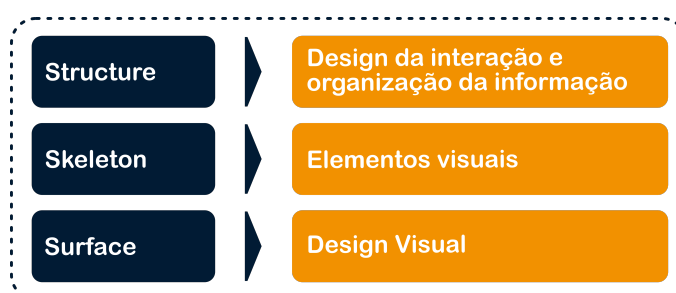 Structure
Design da interação e
organização da informação
Skeleton
Elementos visuais
Surface
Design Visual